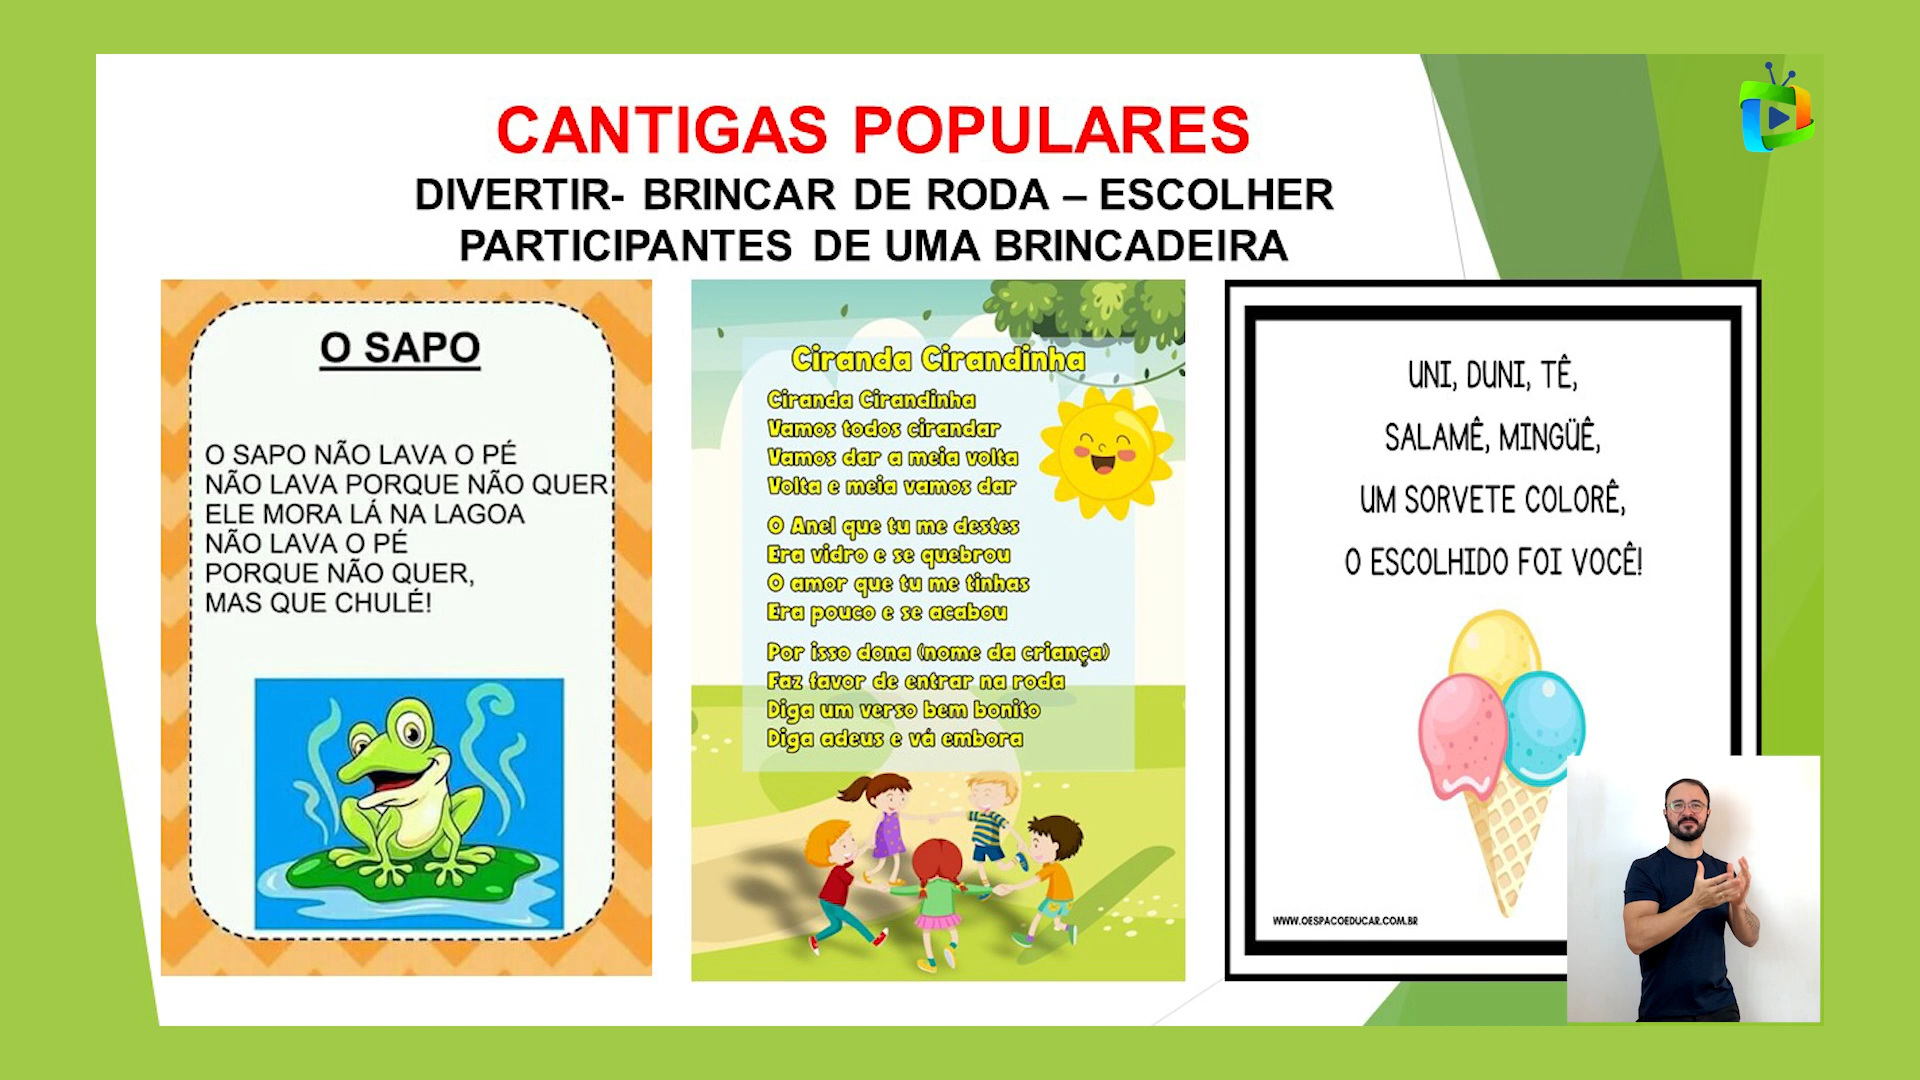 CANTIGAS POPULARES
DIVERTIR- BRINCAR DE RODA – ESCOLHER
PARTICIPANTES DE UMA BRINCADEIRA
O SAPO
O SAPO NÃO LAVA O PÉ
NÃO LAVA PORQUE NÃO QUER
ELE MORA LÁ NA LAGOA
NÃO LAVA O PÉ
PORQUE NÃO QUER,
MAS QUE CHULÉ!
Ciranda Cirandinha
Ciranda Cirandinha
Vamos todos cirandar
Vamos dar a meia volta
Volta e meia vamos dar
O Anel que tu me destes
Era vidro e se quebrou
O amor que tu me tinhas
Era pouco e se acabou
Por isso dona (nome da criança)
Faz favor de entrar na roda
Diga um verso bem bonito
Diga adeus e vá embora
UNI, DUNI, TÊ,
SALAMÊ, MINGÜÊ,
UM SORVETE COLORÊ,
O ESCOLHIDO FOI VOCÊ!
WWW.OESPACOEDUCAR.COM.BR